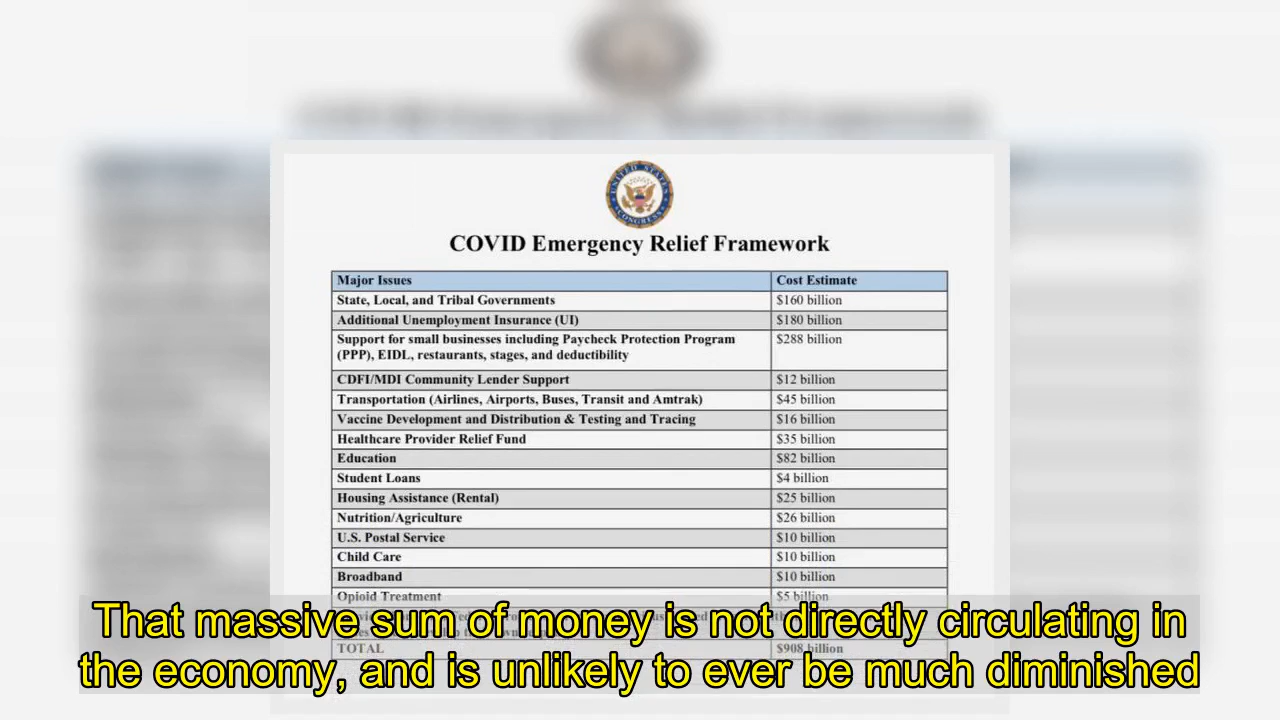 UNITED STATES
CONGRESS
COVID Emergency Relief Framework
Major Issues Cost Estimate
State, Local, and Tribal Governments $160 billion
Additional Unemployment Insurance (UI) $180 billion
Support for small businesses including Paycheck Protection Program $288 billion
(PPP), EIDL, restaurants, stages, and deductibility
CDFI/MDI Community Lender Support $12 billion
Transportation (Airlines, Airports, Buses, Transit and Amtrak) $45 billion
Vaccine Development and Distribution & Testing and Tracing $16 billion
Healthcare Provider Relief Fund $35 billion
Education $82 billion
Student Loans $4 billion
Housing Assistance (Rental) $25 billion
Nutrition/Agriculture $26 billion
U.S. Postal Service $10 billion
Child Care $10 billion
Broadband $10 billion
Opioid Treatment $5 billion
TOTAL $908 billion
That massive sum of money is not directly circulating in
the economy, and is unlikely to ever be much diminished